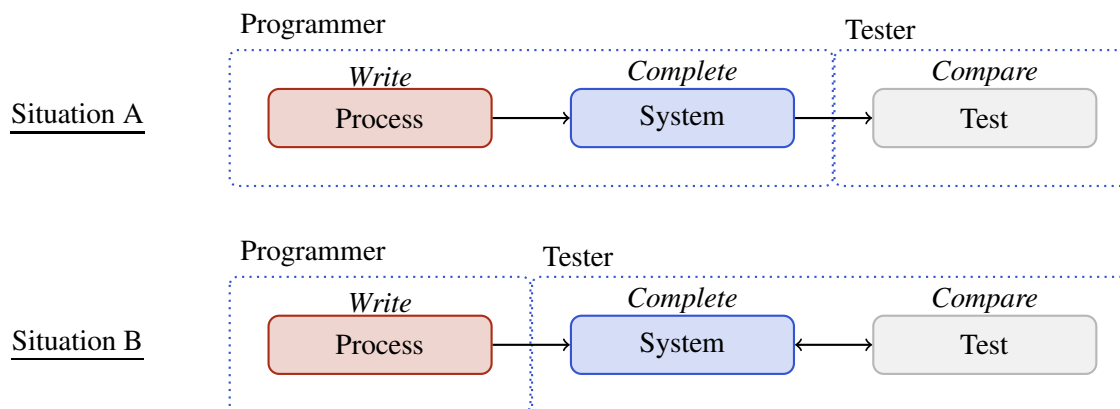 Programmer
Tester
Write
Complete
Compare
Situation A
Process
System
Test
Programmer
Tester
Write
Complete
Compare
Situation B
Process
System
Test